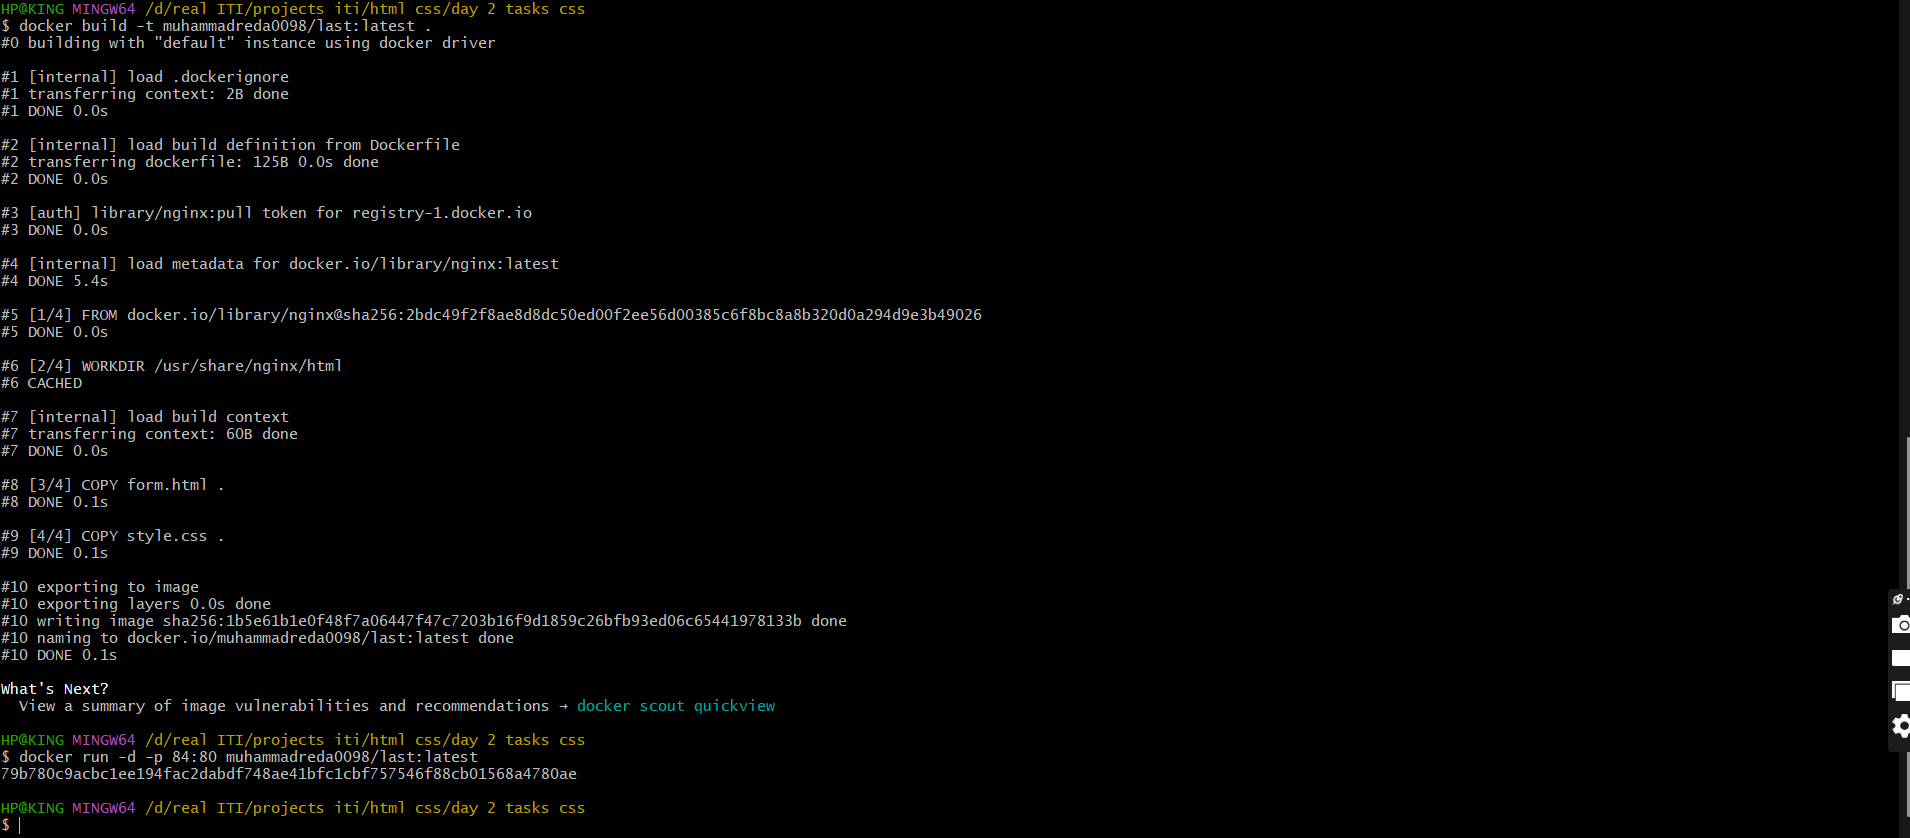 HP@KING MINGW64 /d/real ITI/projects iti/html css/day 2 tasks css
$ docker build -t muhammadreda0098/last:latest .
#0 building with "default" instance using docker driver
#1 [internal] load .dockerignore
#1 transferring context: 2B done
#1 DONE 0.0s
#2 [internal] load build definition from Dockerfile
#2 transferring dockerfile: 125B 0.0s done
#2 DONE 0.0s
#3 [auth] library/nginx:pull token for registry-1.docker.io
#3 DONE 0.0s
#4 [internal] load metadata for docker.io/library/nginx:latest
#4 DONE 5.4s
#5 [1/4] FROM docker.io/library/nginx@sha256:2bdc49f2f8ae8d8dc50ed00f2ee56d00385c6f8bc8a8b320d0a294d9e3b49026
#5 DONE 0.0s
#6 [2/4] WORKDIR /usr/share/nginx/html
#6 CACHED
#7 [internal] load build context
#7 transferring context: 60B done
#7 DONE 0.0s
#8 [3/4] COPY form.html .
#8 DONE 0.1s
#9 [4/4] COPY style.css .
#9 DONE 0.1s
#10 exporting to image
#10 exporting layers 0.0s done
#10 writing image sha256:1b5e61b1e0f48f7a06447f47c7203b16f9d1859c26bfb93ed06c65441978133b done
#10 naming to docker.io/muhammadreda0098/last:latest done
#10 DONE 0.1s
What's Next?
View a summary of image vulnerabilities and recommendations → docker scout quickview
HP@KING MINGW64 /d/real ITI/projects iti/html css/day 2 tasks css
$ docker run -d -p 84:80 muhammadreda0098/last:latest
79b780c9acbc1ee194fac2dabdf748ae41bfc1cbf757546f88cb01568a4780ae
HP@KING MINGW64 /d/real ITI/projects iti/html css/day 2 tasks css
$